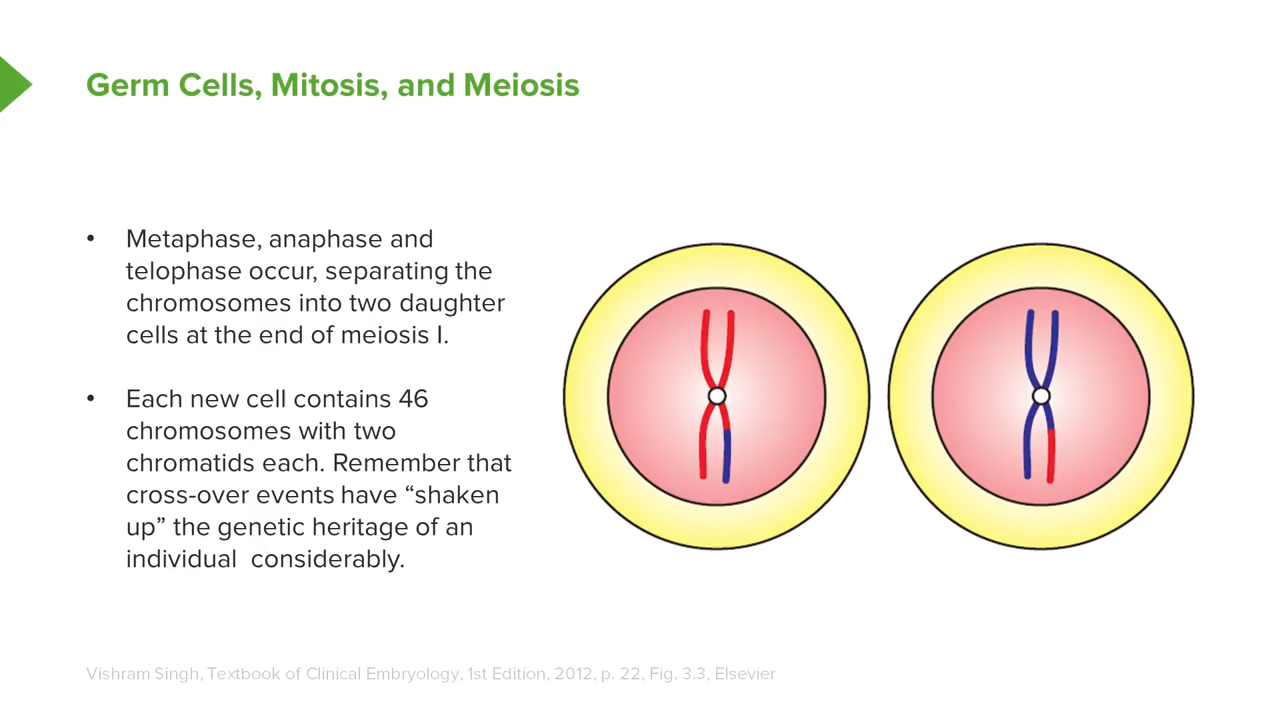 Germ Cells, Mitosis, and Meiosis
• Metaphase, anaphase and
telophase occur, separating the
chromosomes into two daughter
cells at the end of meiosis I.
• Each new cell contains 46
chromosomes with two
chromatids each. Remember that
cross-over events have “shaken
up” the genetic heritage of an
individual  considerably.
Vishram Singh, Textbook of Clinical Embryology, 1st Edition, 2012, p. 22, Fig. 3.3, Elsevier